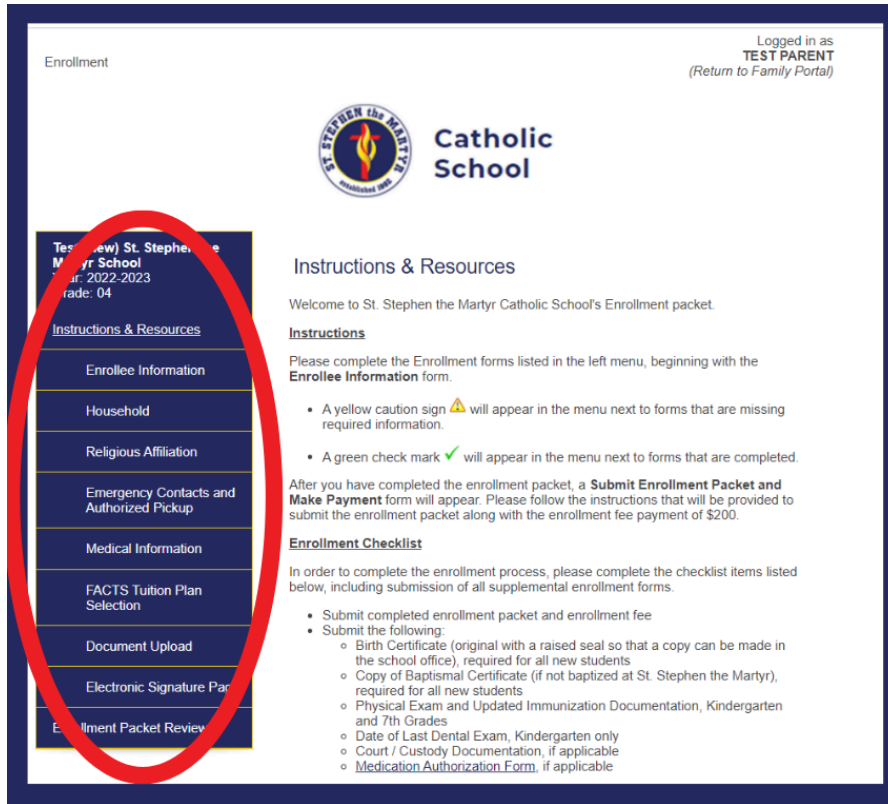 Enrollment
Logged in as
TEST PARENT
(Return to Family Portal)
ST. STEPHEN the MARTYR
established 1992
Catholic
School
St. Stephen
School
2022-2023
04
Instructions & Resources
Enrollee Information
Household
Religious Affiliation
Emergency Contacts and
Authorized Pickup
Medical Information
FACTS Tuition Plan
Selection
Document Upload
Electronic Signature
Packet Review
Instructions & Resources
Welcome to St. Stephen the Martyr Catholic School's Enrollment packet.
Instructions
Please complete the Enrollment forms listed in the left menu, beginning with the
Enrollee Information form.
• A yellow caution sign will appear in the menu next to forms that are missing
required information.
• A green check mark ✓ will appear in the menu next to forms that are completed.
After you have completed the enrollment packet, a Submit Enrollment Packet and
Make Payment form will appear. Please follow the instructions that will be provided to
submit the enrollment packet along with the enrollment fee payment of $200.
Enrollment Checklist
In order to complete the enrollment process, please complete the checklist items listed
below, including submission of all supplemental enrollment forms.
• Submit completed enrollment packet and enrollment fee
• Submit the following:
○ Birth Certificate (original with a raised seal so that a copy can be made in
the school office), required for all new students
○ Copy of Baptismal Certificate (if not baptized at St. Stephen the Martyr),
required for all new students
○ Physical Exam and Updated Immunization Documentation, Kindergarten
and 7th Grades
○ Date of Last Dental Exam, Kindergarten only
○ Court / Custody Documentation, if applicable
○ Medication Authorization Form, if applicable